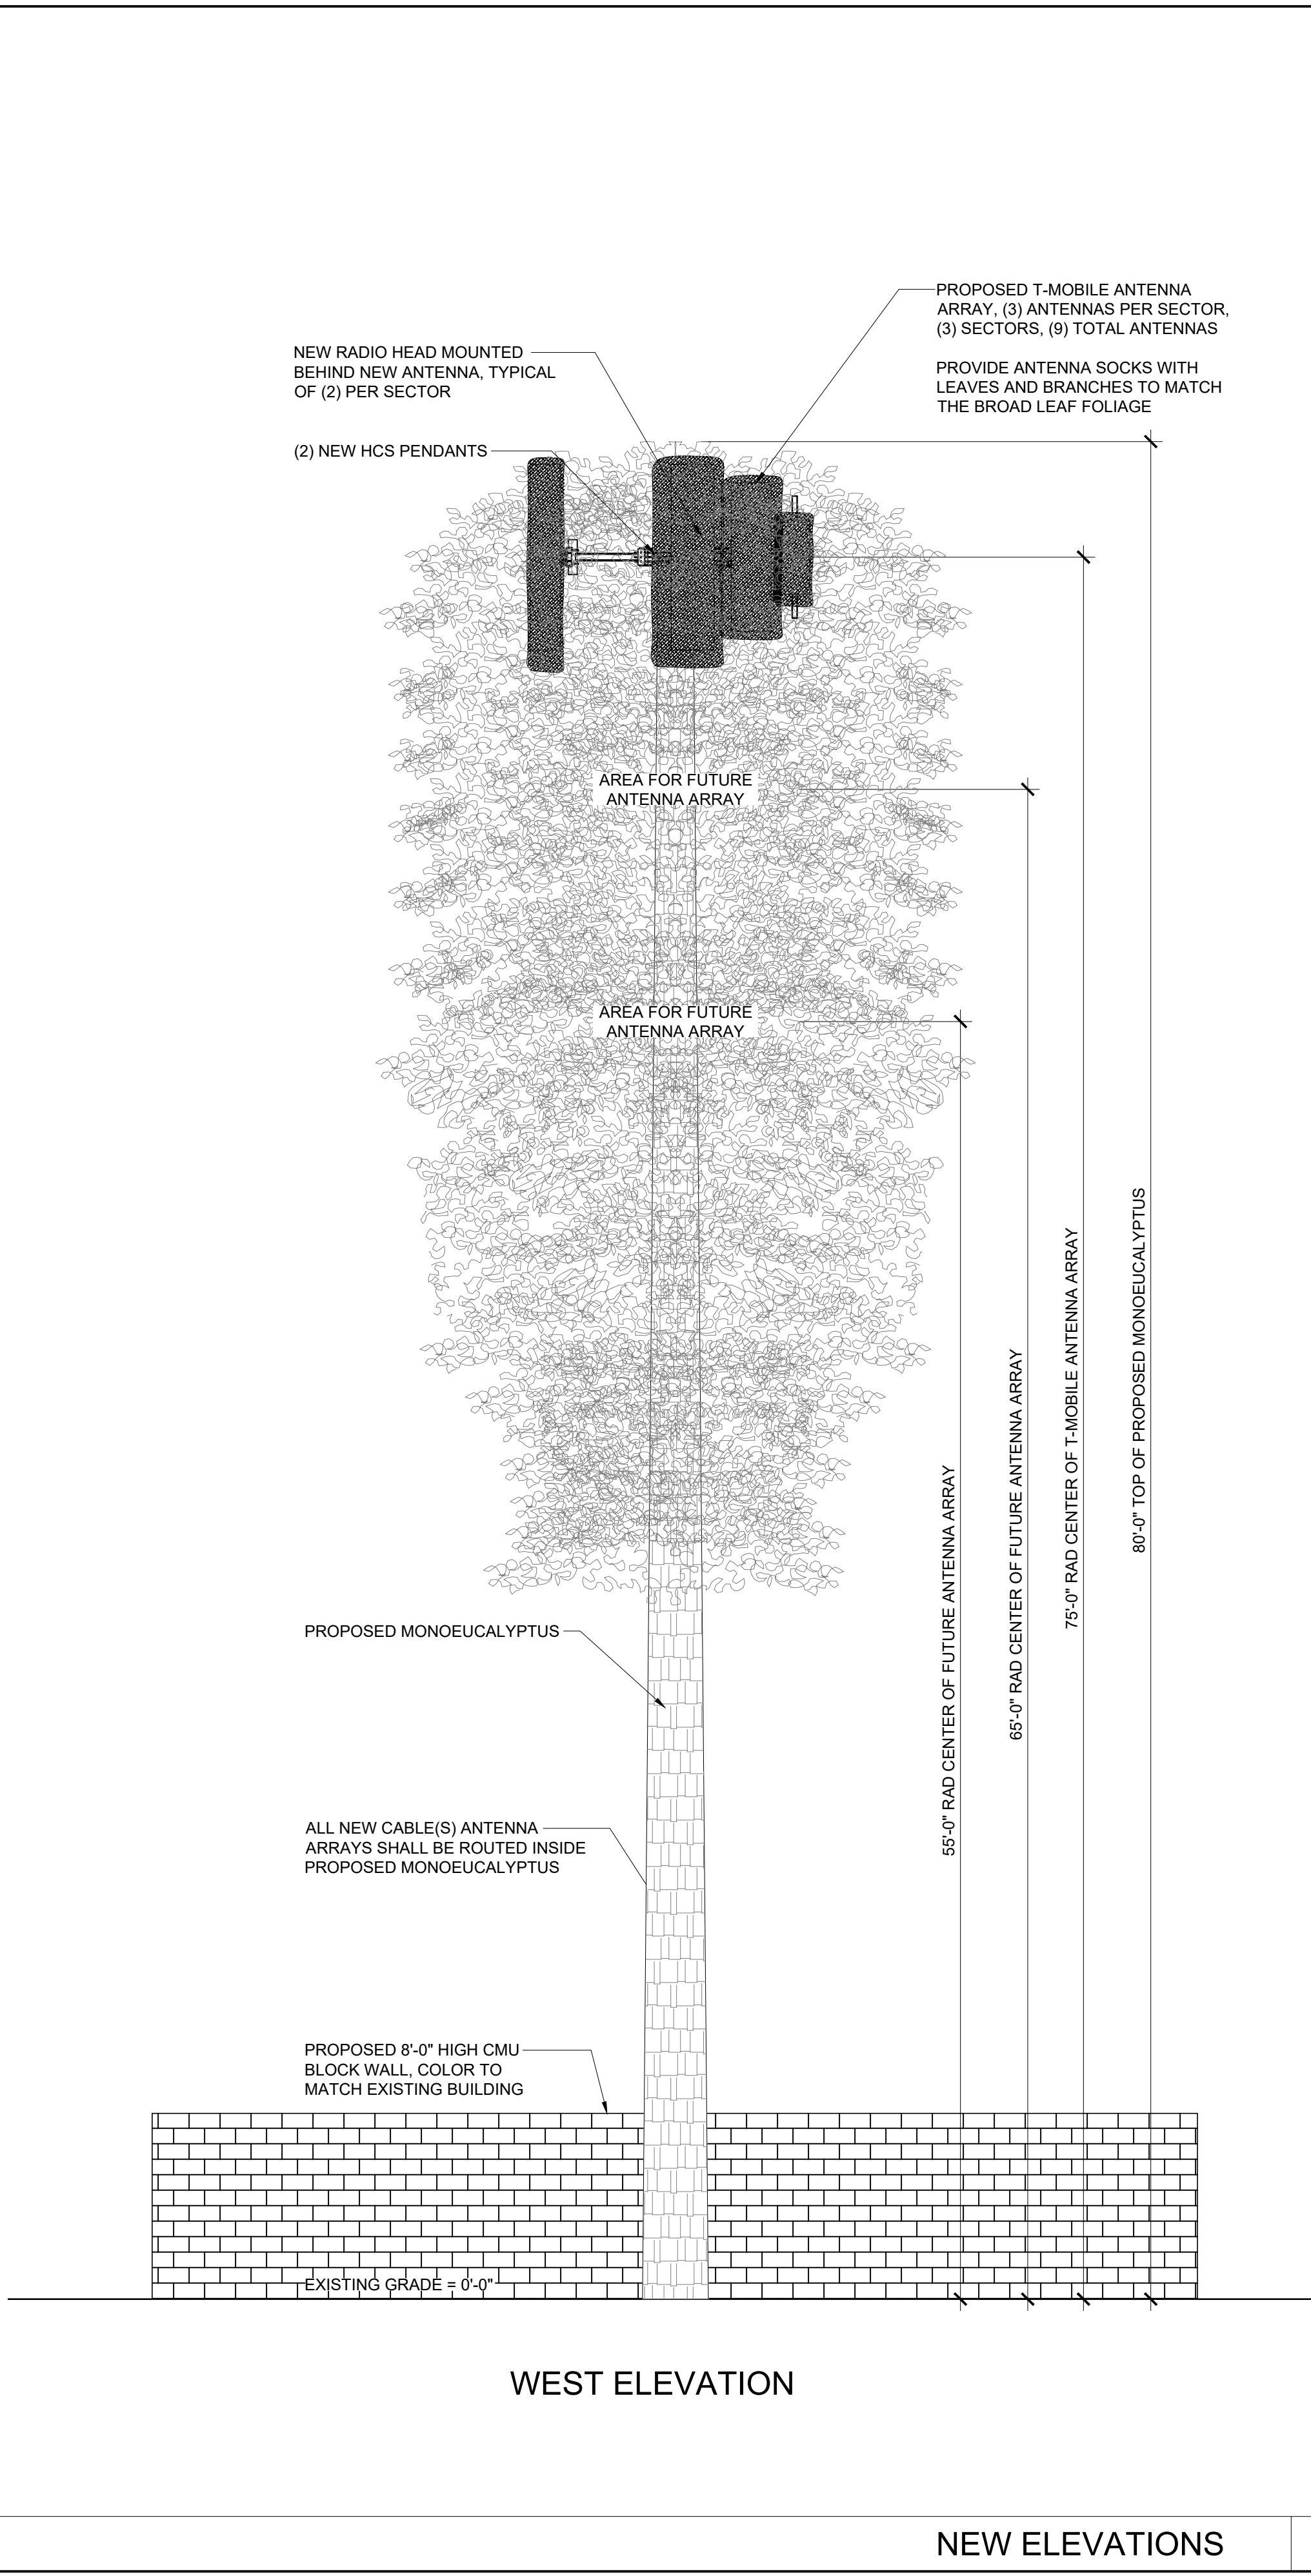 PROPOSED T-MOBILE ANTENNA
ARRAY, (3) ANTENNAS PER SECTOR,
(3) SECTORS, (9) TOTAL ANTENNAS
PROVIDE ANTENNA SOCKS WITH
LEAVES AND BRANCHES TO MATCH
THE BROAD LEAF FOLIAGE
NEW RADIO HEAD MOUNTED
BEHIND NEW ANTENNA, TYPICAL
OF (2) PER SECTOR
(2) NEW HCS PENDANTS
AREA FOR FUTURE
ANTENNA ARRAY
AREA FOR FUTURE
ANTENNA ARRAY
55'-0" RAD CENTER OF FUTURE ANTENNA ARRAY
65'-0" RAD CENTER OF FUTURE ANTENNA ARRAY
75'-0" RAD CENTER OF T-MOBILE ANTENNA ARRAY
80'-0" TOP OF PROPOSED MONOEUCALYPTUS
PROPOSED MONOEUCALYPTUS
ALL NEW CABLE(S) ANTENNA
ARRAYS SHALL BE ROUTED INSIDE
PROPOSED MONOEUCALYPTUS
PROPOSED 8'-0" HIGH CMU
BLOCK WALL, COLOR TO
MATCH EXISTING BUILDING
EXISTING GRADE = 0'-0"
WEST ELEVATION
NEW ELEVATIONS